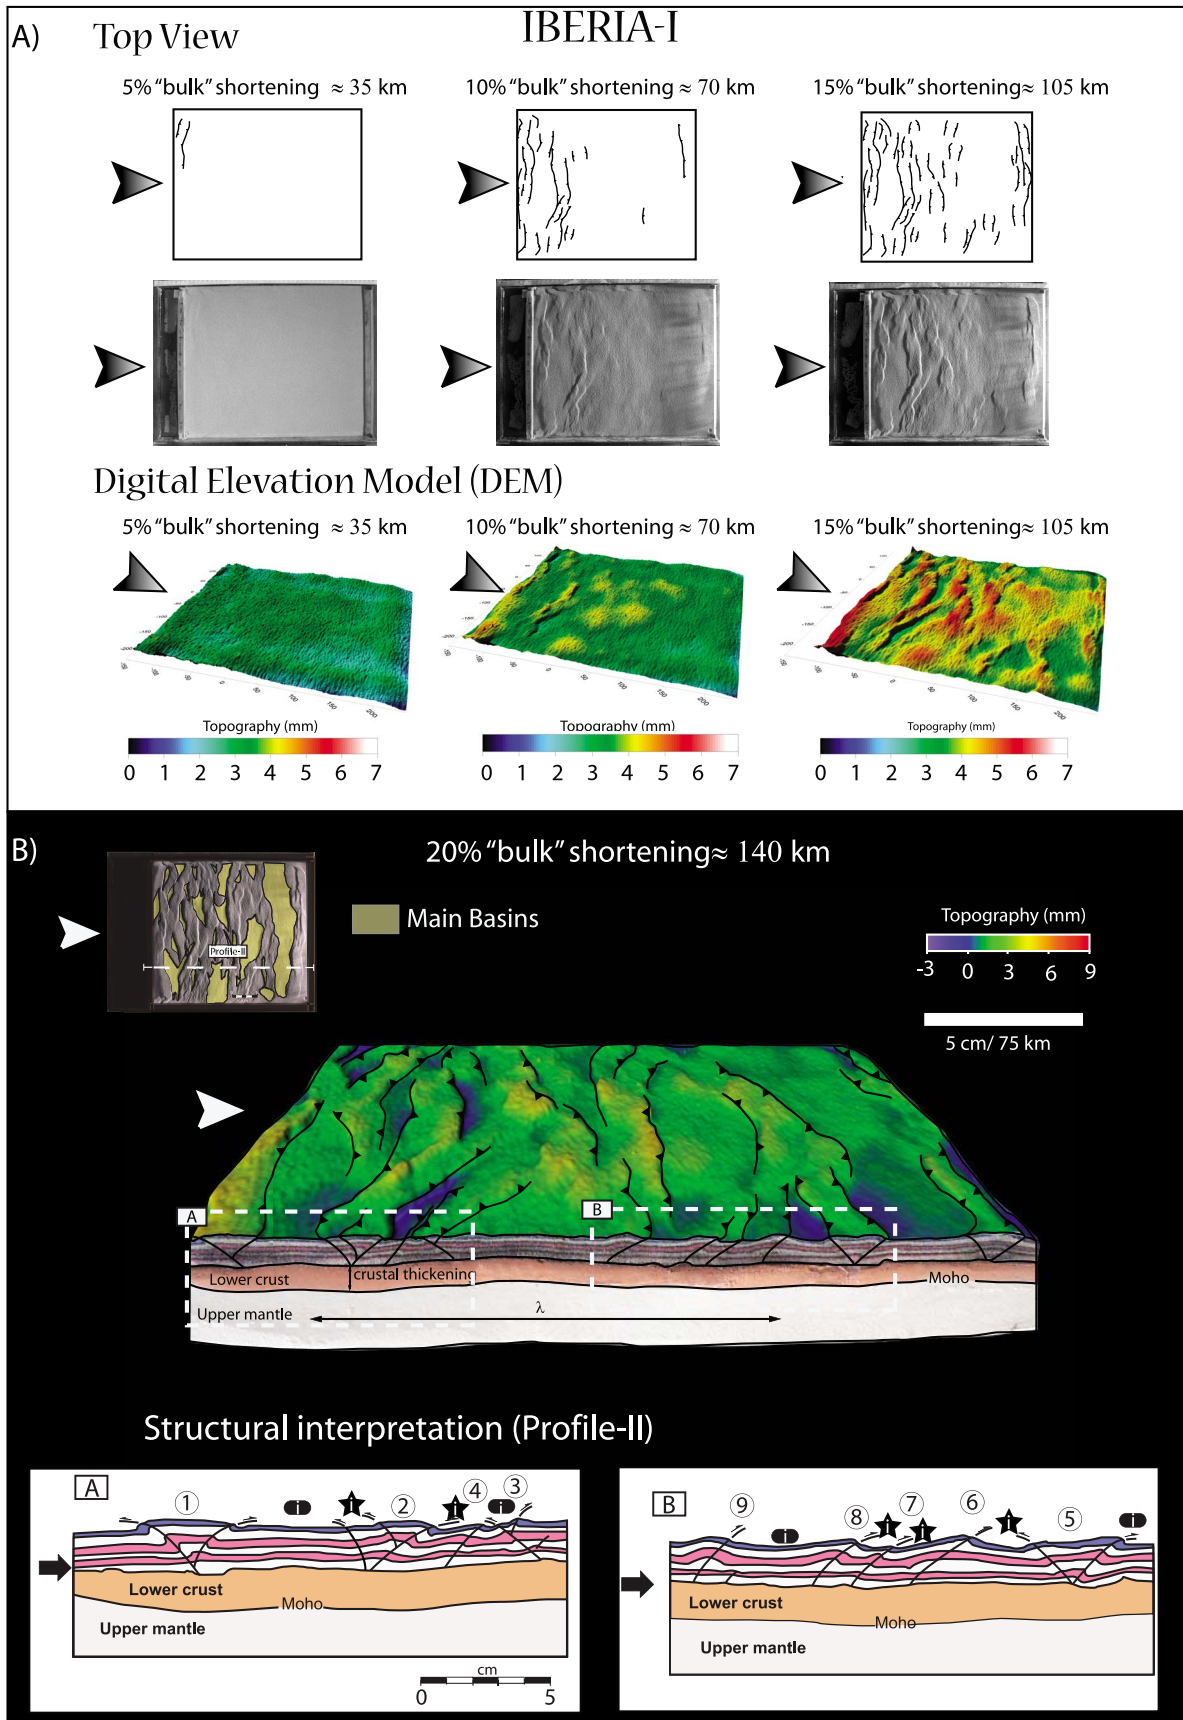 A)
Top View
IBERIA-I
5% “bulk” shortening ≈ 35 km
10% “bulk” shortening ≈ 70 km
15% “bulk” shortening≈ 105 km
Digital Elevation Model (DEM)
5% “bulk” shortening ≈ 35 km
10% “bulk” shortening ≈ 70 km
15% “bulk” shortening≈ 105 km
Topography (mm)
0 1 2 3 4 5 6 7
Topography (mm)
0 1 2 3 4 5 6 7
Topography (mm)
0 1 2 3 4 5 6 7
B)
20% “bulk” shortening≈ 140 km
Profile-II
Main Basins
Topography (mm)
-3 0 3 6 9
5 cm/ 75 km
A
B
Lower crust
crustal thickening
Moho
Upper mantle
λ
Structural interpretation (Profile-II)
A
1 i i 2 i 4 i 3
Lower crust
Moho
Upper mantle
cm
0 5
B
9 i 8 i 7 i 6 i 5 i
Lower crust
Moho
Upper mantle